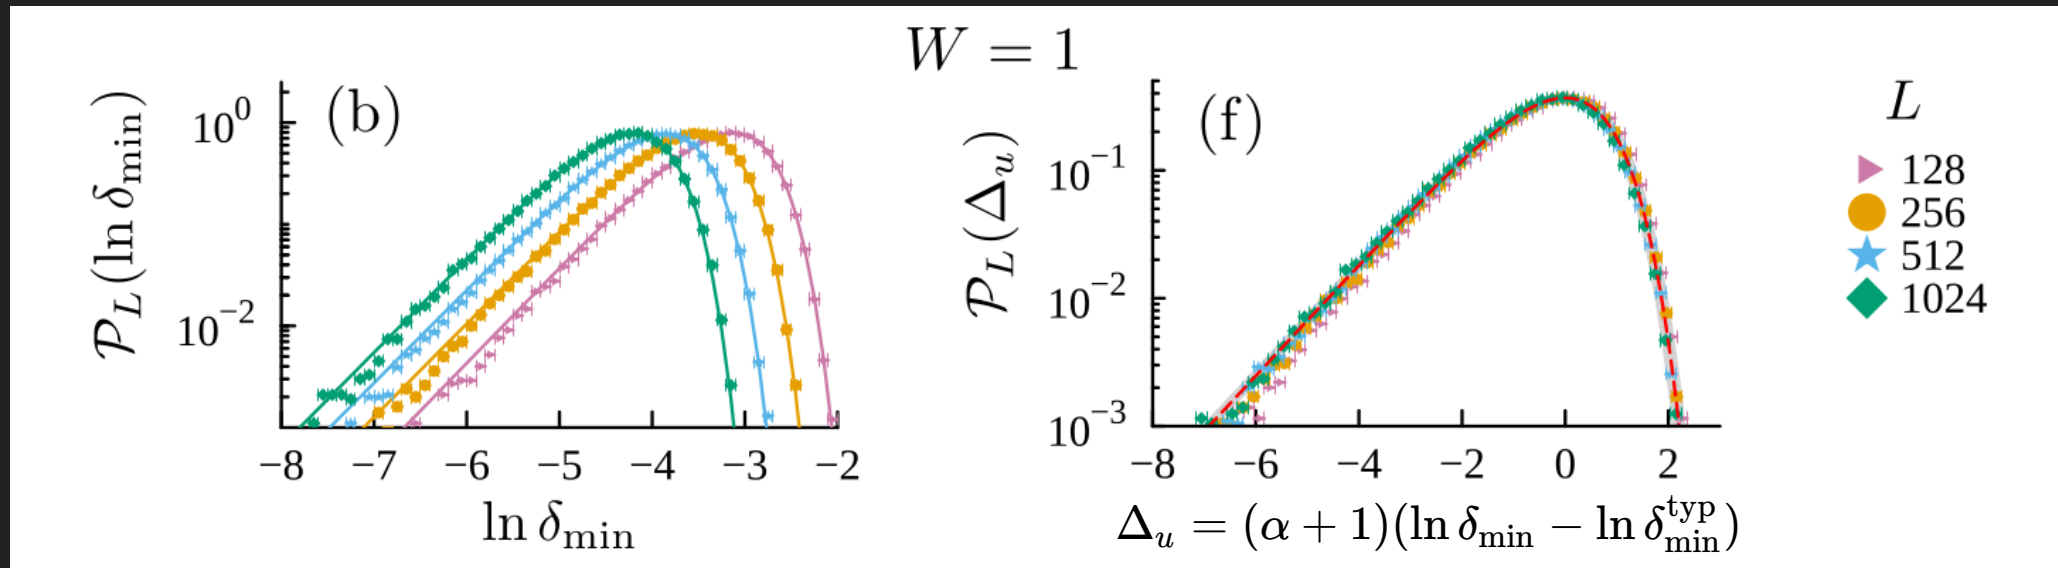 W = 1
(b)
𝒫_L(ln δ_min)
10^0
10^−2
−8 −7 −6 −5 −4 −3 −2
ln δ_min
(f)
𝒫_L(Δ_u)
10^−1
10^−2
10^−3
−8 −6 −4 −2 0 2
Δ_u = (α + 1)(ln δ_min − ln δ_min^typ)
L
128
256
512
1024